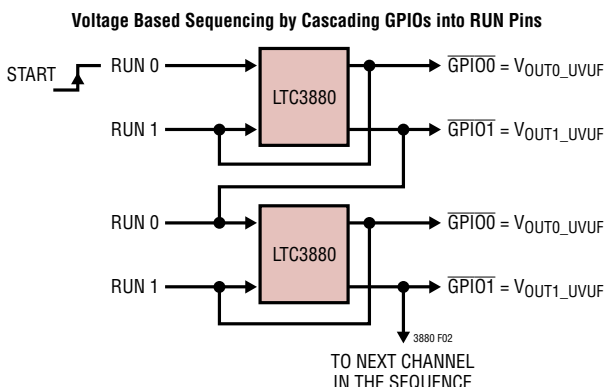 Voltage Based Sequencing by Cascading GPIOs into RUN Pins
START
RUN 0
LTC3880
GPIO0 = VOUT0_UVUF
RUN 1
GPIO1 = VOUT1_UVUF
RUN 0
LTC3880
GPIO0 = VOUT0_UVUF
RUN 1
GPIO1 = VOUT1_UVUF
3880 F02
TO NEXT CHANNEL
IN THE SEQUENCE